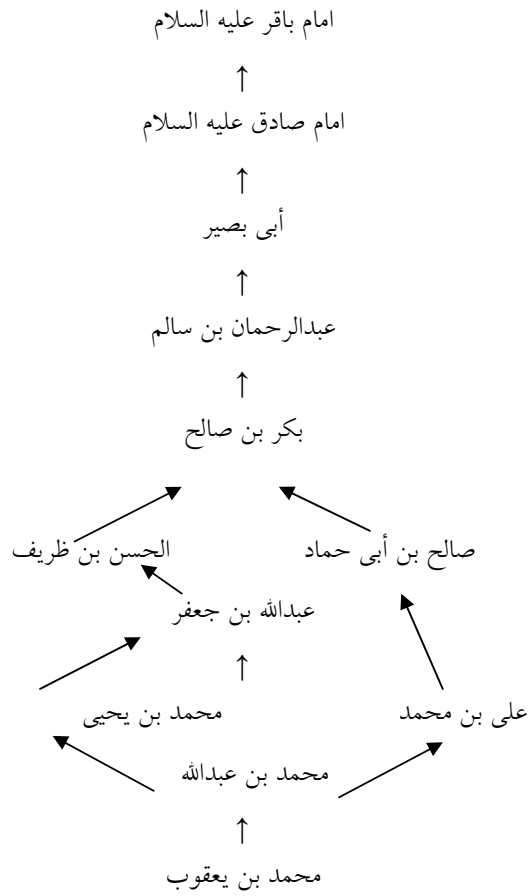 امام باقر علیه السلام
↑
امام صادق علیه السلام
↑
أبی بصیر
↑
عبدالرحمان بن سالم
↑
بکر بن صالح
صالح بن أبی حماد الحسن بن ظریف
عبدالله بن جعفر
↑
علی بن محمد محمد بن یحیی
محمد بن عبدالله
↑
محمد بن یعقوب